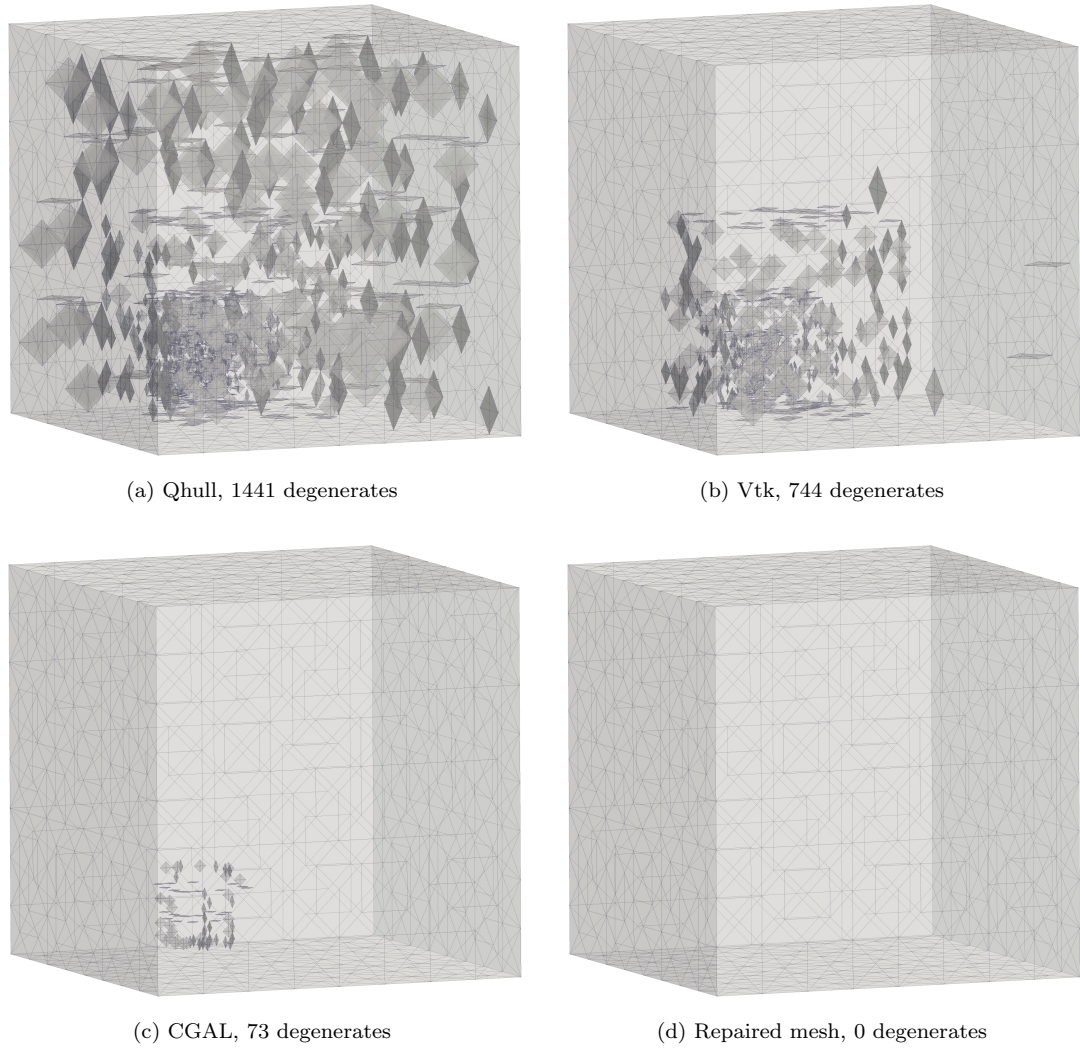 (a) Qhull, 1441 degenerates
(b) Vtk, 744 degenerates
(c) CGAL, 73 degenerates
(d) Repaired mesh, 0 degenerates